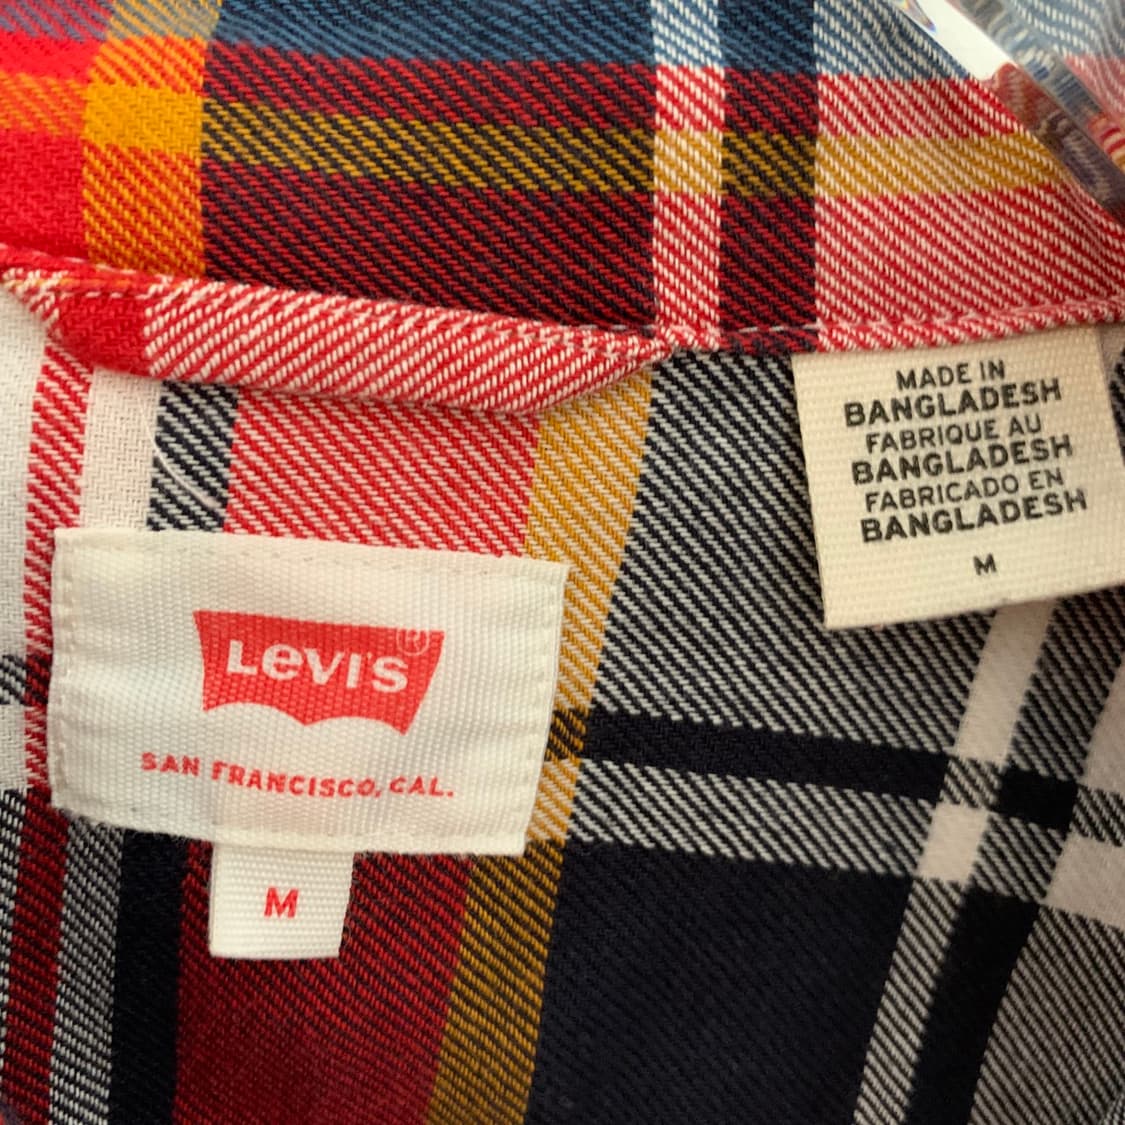 LEVI'S®
SAN FRANCISCO, CAL.
M
MADE IN
BANGLADESH
FABRIQUE AU
BANGLADESH
FABRICADO EN
BANGLADESH
M